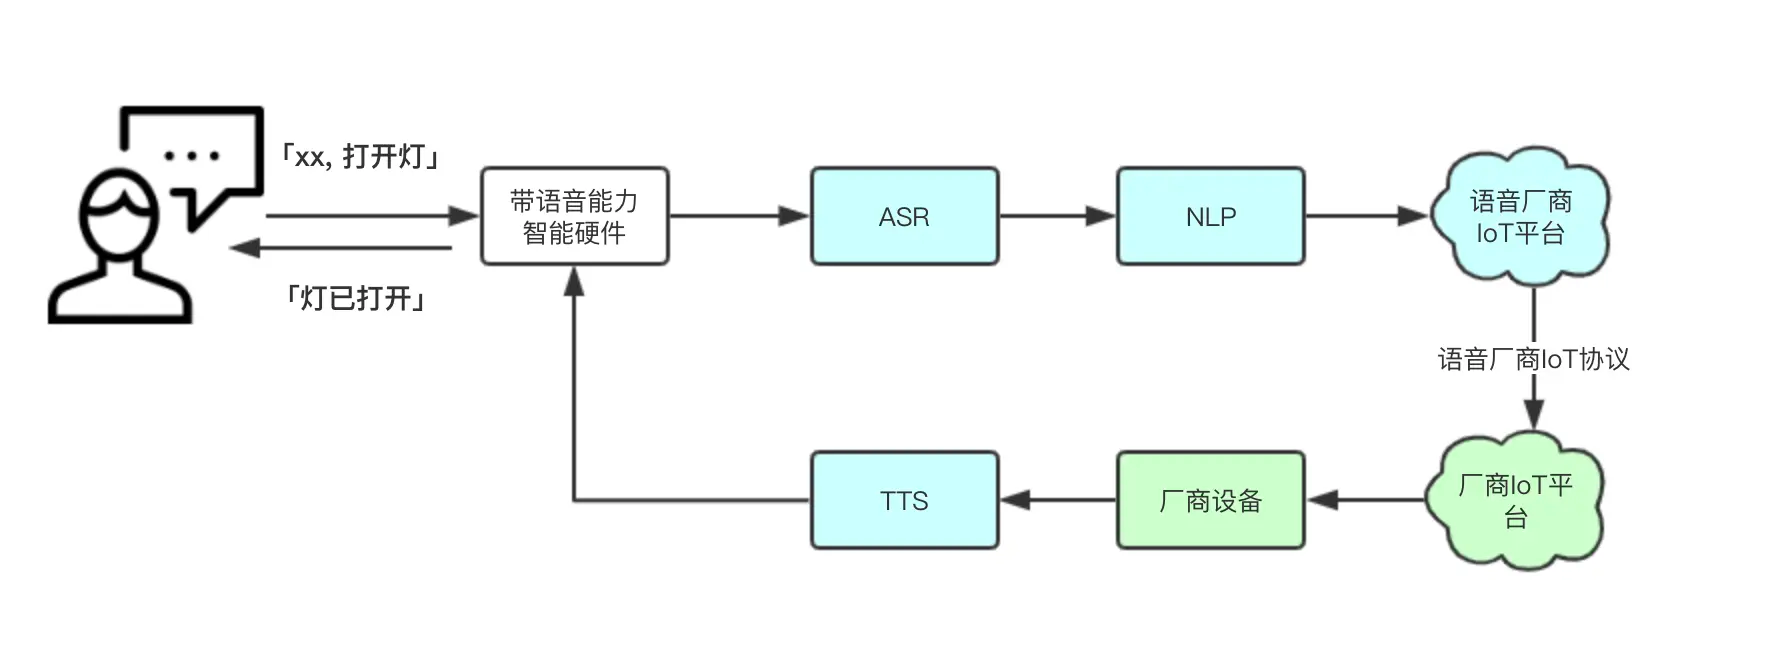 「xx, 打开灯」
带语音能力
智能硬件
ASR
NLP
语音厂商
IoT平台
「灯已打开」
语音厂商IoT协议
TTS
厂商设备
厂商IoT平
台